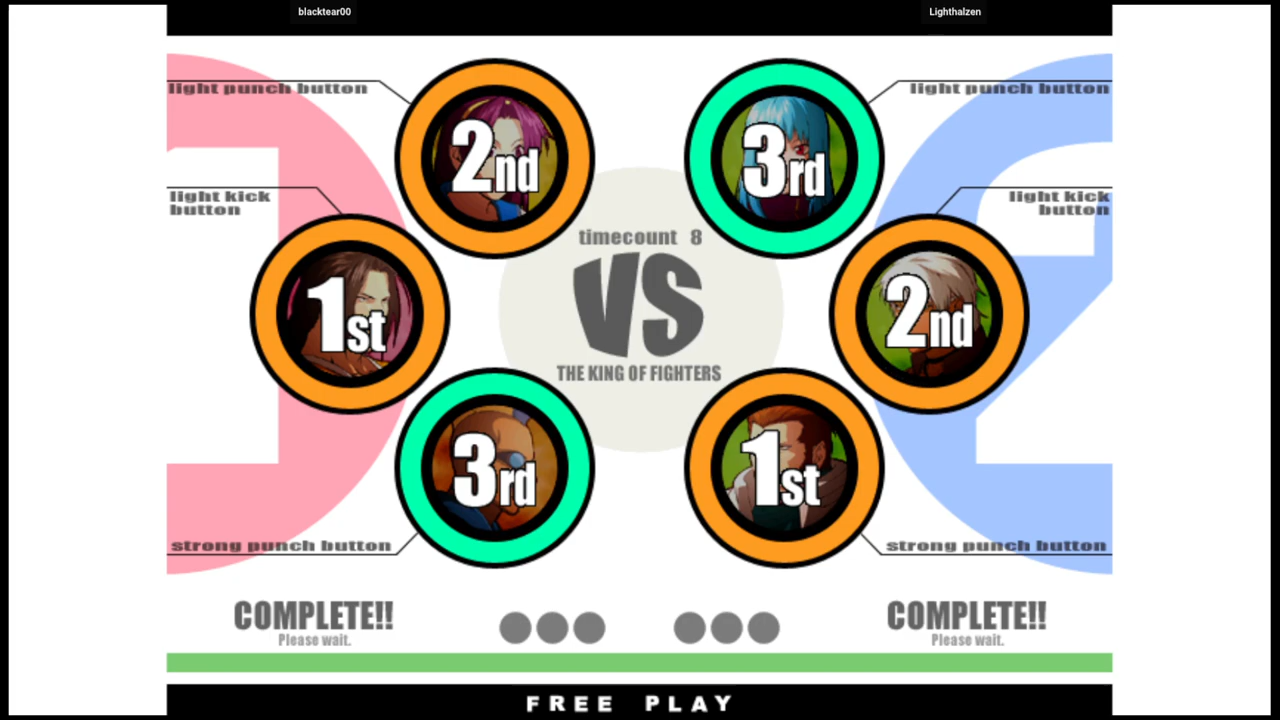 blacktear00
Lighthalzen
light punch button
light punch button
2nd
3rd
light kick
button
light kick
button
timecount 8
VS
THE KING OF FIGHTERS
1st
2nd
3rd
1st
strong punch button
strong punch button
COMPLETE!!
Please wait.
COMPLETE!!
Please wait.
FREE PLAY